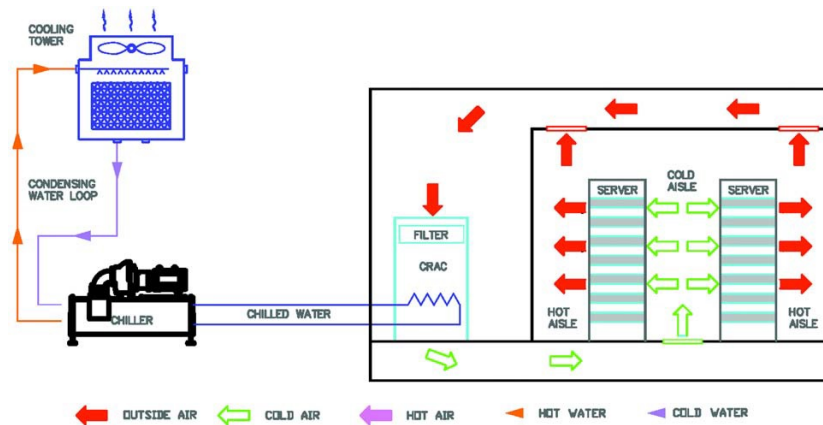 COOLING
TOWER
CONDENSING
WATER LOOP
CHILLER
CHILLED WATER
FILTER
CRAC
SERVER
COLD
AISLE
SERVER
HOT
AISLE
HOT
AISLE
OUTSIDE AIR
COLD AIR
HOT AIR
HOT WATER
COLD WATER